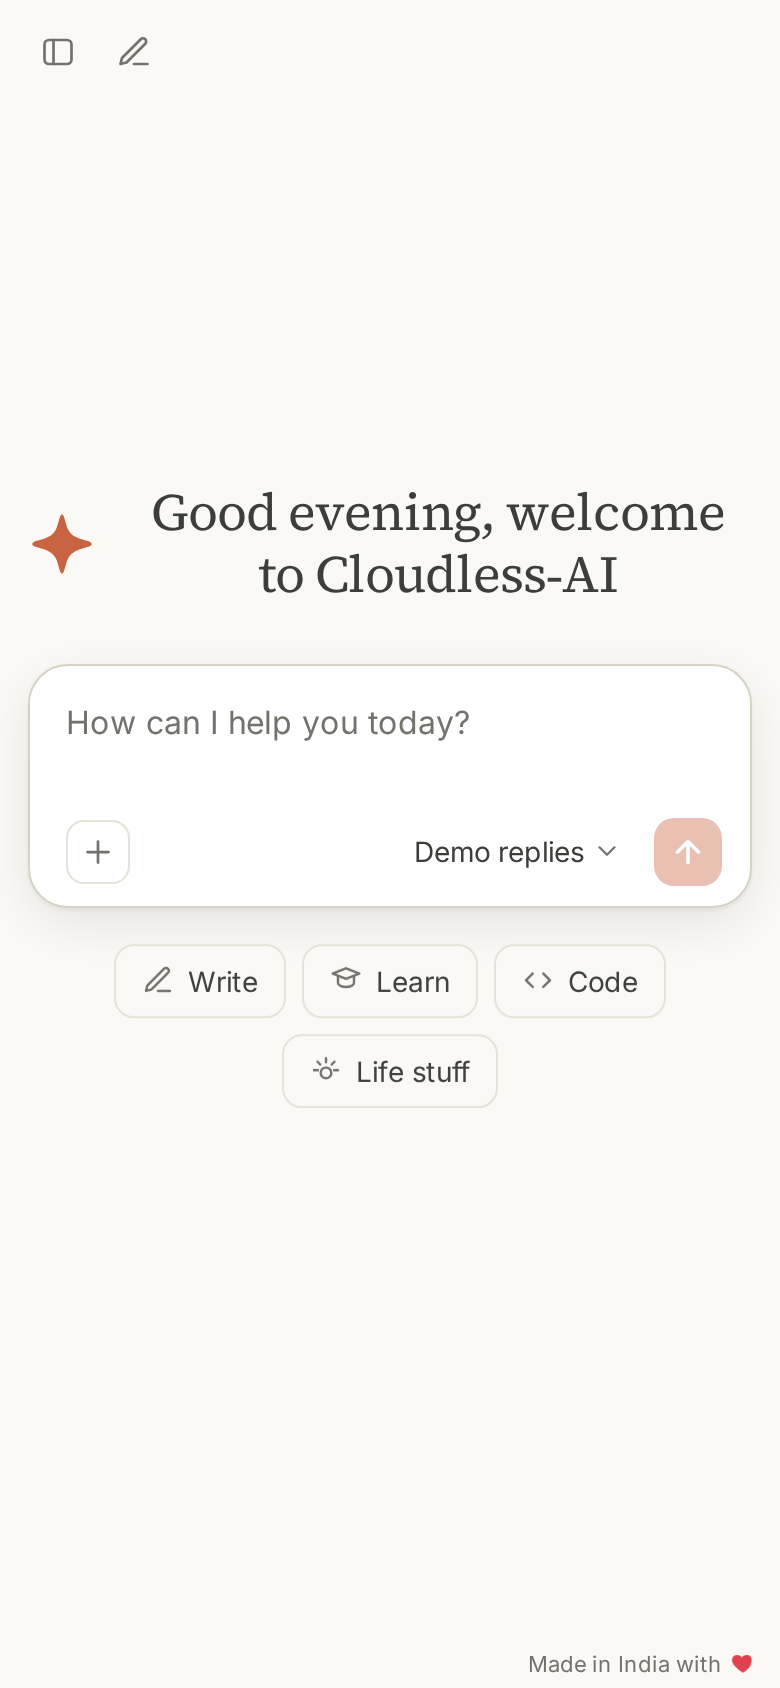 Good evening, welcome
to Cloudless-AI
How can I help you today?
Demo replies
Write
Learn
Code
Life stuff
Made in India with ❤️